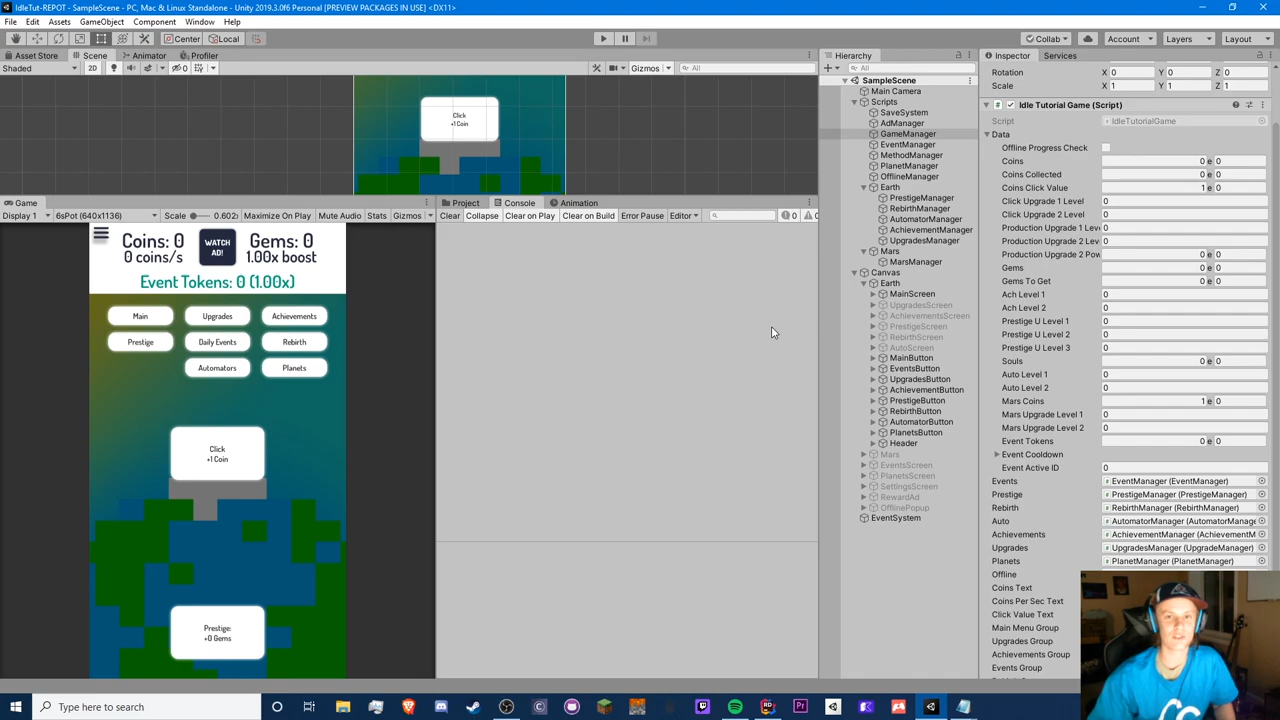 IdleTut-REPOT - SampleScene - PC, Mac & Linux Standalone - Unity 2019.3.0f6 Personal [PREVIEW PACKAGES IN USE] <DX11>
File Edit Assets GameObject Component Window Help
Center Local Collab Account Layers Layout
Asset Store Scene Animator Profiler
Shaded 2D 0 Gizmos All
Click
+1 Coin
Game
Display 1 6Spot (640x1136) Scale 0.602x Maximize On Play Mute Audio Stats Gizmos
Coins: 0
0 coins/s
WATCH
AD!
Gems: 0
1.00x boost
Event Tokens: 0 (1.00x)
Main Upgrades Achievements
Prestige Daily Events Rebirth
Automators Planets
Click
+1 Coin
Prestige:
+0 Gems
Project Console Animation
Clear Collapse Clear on Play Clear on Build Error Pause Editor 0 0
Hierarchy
All
SampleScene
Main Camera
Scripts
SaveSystem
AdManager
GameManager
EventManager
MethodManager
PlanetManager
OfflineManager
Earth
PrestigeManager
RebirthManager
AutomatorManager
AchievementManager
UpgradesManager
Mars
MarsManager
Canvas
Earth
MainScreen
UpgradesScreen
AchievementsScreen
PrestigeScreen
RebirthScreen
AutoScreen
MainButton
EventsButton
UpgradesButton
AchievementButton
PrestigeButton
RebirthButton
AutomatorButton
PlanetsButton
Header
Mars
EventsScreen
PlanetsScreen
SettingsScreen
RewardAd
OfflinePopup
EventSystem
Inspector Services
Rotation X 0 Y 0 Z 0
Scale X 1 Y 1 Z 1
Idle Tutorial Game (Script)
Script IdleTutorialGame
Data
Offline Progress Check
Coins 0 e 0
Coins Collected 0 e 0
Coins Click Value 1 e 0
Click Upgrade 1 Level 0
Click Upgrade 2 Level 0
Production Upgrade 1 Leve 0
Production Upgrade 2 Leve 0
Production Upgrade 2 Pow 0 e 0
Gems 0 e 0
Gems To Get 0 e 0
Ach Level 1 0
Ach Level 2 0
Prestige U Level 1 0
Prestige U Level 2 0
Prestige U Level 3 0
Souls 0 e 0
Auto Level 1 0
Auto Level 2 0
Mars Coins 1 e 0
Mars Upgrade Level 1 0
Mars Upgrade Level 2 0
Event Tokens 0 e 0
Event Cooldown
Event Active ID 0
Events EventManager (EventManager)
Prestige PrestigeManager (PrestigeManager)
Rebirth RebirthManager (RebirthManager)
Auto AutomatorManager (AutomatorManage
Achievements AchievementManager (AchievementM
Upgrades UpgradesManager (UpgradeManager)
Planets PlanetManager (PlanetManager)
Offline
Coins Text
Coins Per Sec Text
Click Value Text
Main Menu Group
Upgrades Group
Achievements Group
Events Group
Type here to search